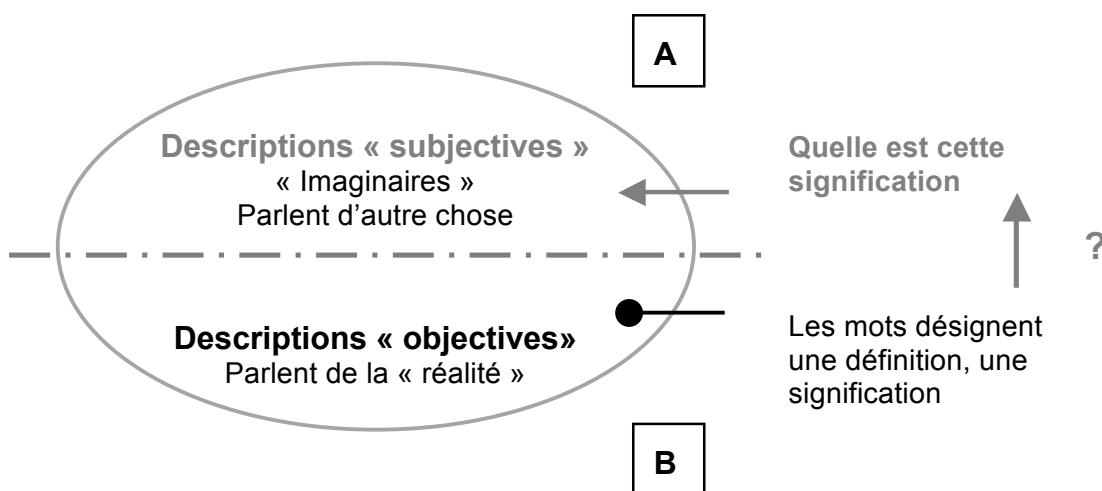 A
Descriptions « subjectives »
« Imaginaires »
Parlent d’autre chose
Quelle est cette
signification
?
Descriptions « objectives»
Parlent de la « réalité »
Les mots désignent
une définition, une
signification
B